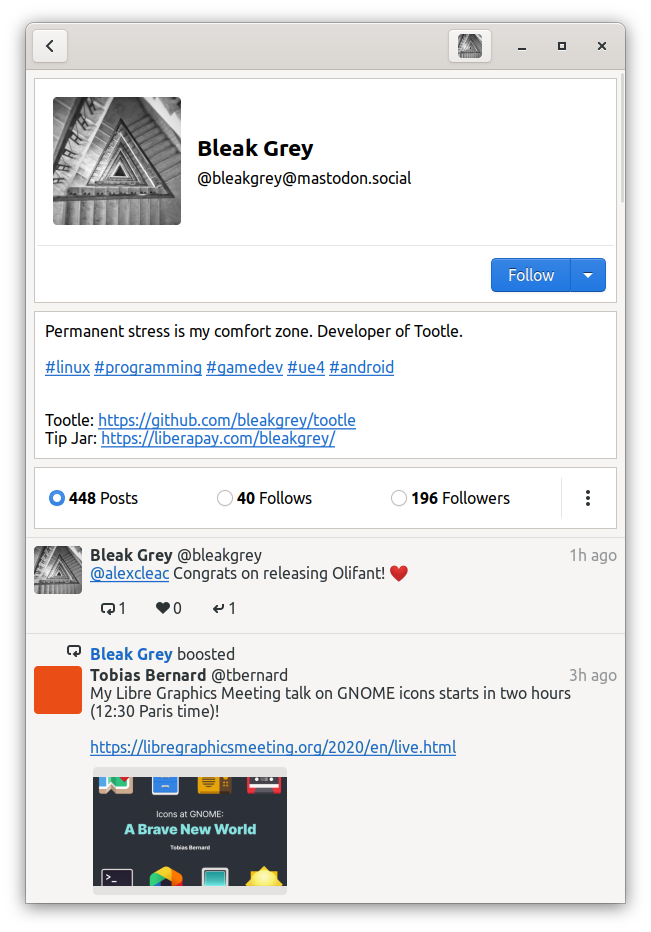 Bleak Grey
@bleakgrey@mastodon.social
Follow
Permanent stress is my comfort zone. Developer of Tootle.
#linux #programming #gamedev #ue4 #android
Tootle: https://github.com/bleakgrey/tootle
Tip Jar: https://liberapay.com/bleakgrey/
448 Posts 40 Follows 196 Followers
Bleak Grey @bleakgrey 1h ago
@alexcleac Congrats on releasing Olifant! ❤️
1 0 1
Bleak Grey boosted
Tobias Bernard @tbernard 3h ago
My Libre Graphics Meeting talk on GNOME icons starts in two hours
(12:30 Paris time)!
https://libregraphicsmeeting.org/2020/en/live.html
Icons at GNOME:
A Brave New World
Tobias Bernard
>_